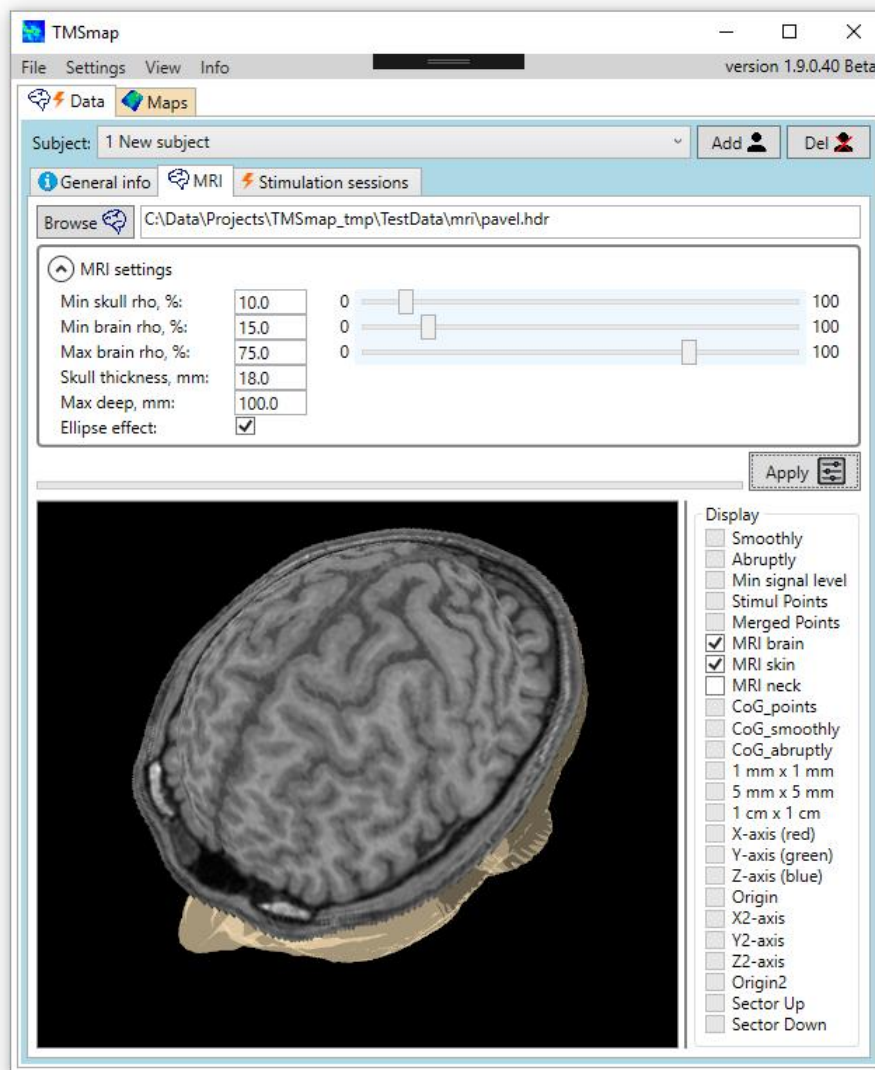 TMSmap
File Settings View Info version 1.9.0.40 Beta
Data Maps
Subject: 1 New subject Add Del
General info MRI Stimulation sessions
Browse C:\Data\Projects\TMSmap_tmp\TestData\mri\pavel.hdr
MRI settings
Min skull rho, %: 10.0 0 100
Min brain rho, %: 15.0 0 100
Max brain rho, %: 75.0 0 100
Skull thickness, mm: 18.0
Max deep, mm: 100.0
Ellipse effect:
Apply
Display
Smoothly
Abruptly
Min signal level
Stimul Points
Merged Points
MRI brain
MRI skin
MRI neck
CoG_points
CoG_smoothly
CoG_abruptly
1 mm x 1 mm
5 mm x 5 mm
1 cm x 1 cm
X-axis (red)
Y-axis (green)
Z-axis (blue)
Origin
X2-axis
Y2-axis
Z2-axis
Origin2
Sector Up
Sector Down